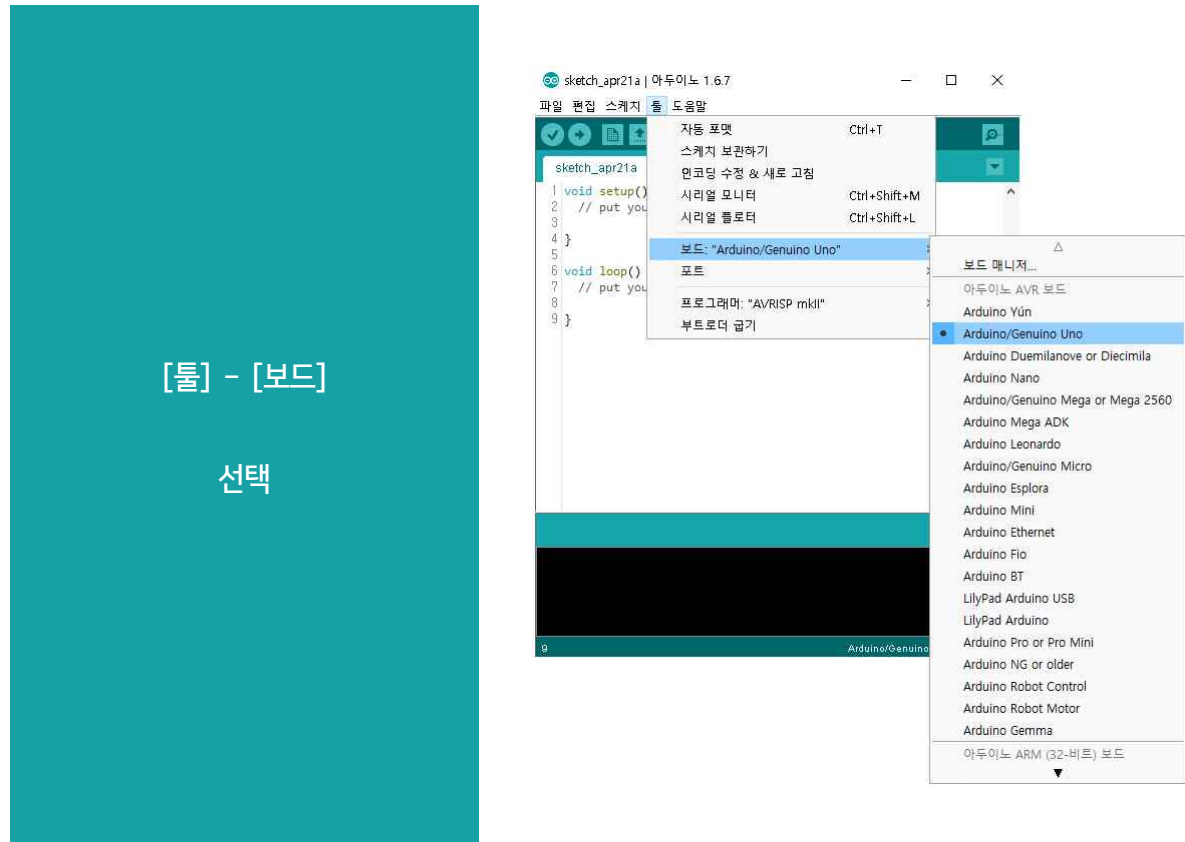 [툴] - [보드]
선택
sketch_apr21a | 아두이노 1.6.7
파일 편집 스케치 툴 도움말
자동 포맷 Ctrl+T
스케치 보관하기
인코딩 수정 & 새로 고침
시리얼 모니터 Ctrl+Shift+M
시리얼 플로터 Ctrl+Shift+L
보드: "Arduino/Genuino Uno"
포트
프로그래머: "AVRISP mkII"
부트로더 굽기
sketch_apr21a
1 void setup()
2 // put you
3
4 }
5
6 void loop()
7 // put you
8
9 }
보드 매니저...
아두이노 AVR 보드
Arduino Yún
Arduino/Genuino Uno
Arduino Duemilanove or Diecimila
Arduino Nano
Arduino/Genuino Mega or Mega 2560
Arduino Mega ADK
Arduino Leonardo
Arduino/Genuino Micro
Arduino Esplora
Arduino Mini
Arduino Ethernet
Arduino Fio
Arduino BT
LilyPad Arduino USB
LilyPad Arduino
Arduino Pro or Pro Mini
Arduino NG or older
Arduino Robot Control
Arduino Robot Motor
Arduino Gemma
아두이노 ARM (32-비트) 보드
9 Arduino/Genuino